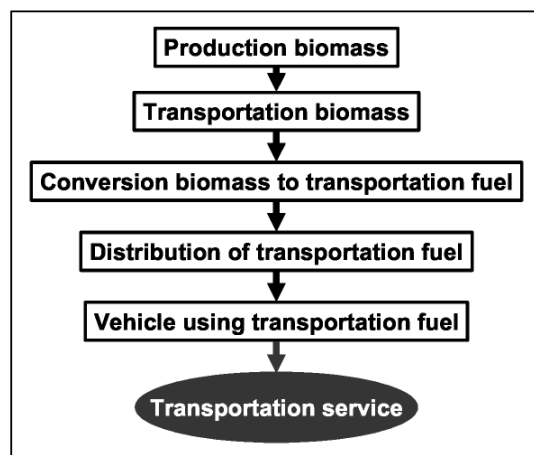 Production biomass
Transportation biomass
Conversion biomass to transportation fuel
Distribution of transportation fuel
Vehicle using transportation fuel
Transportation service